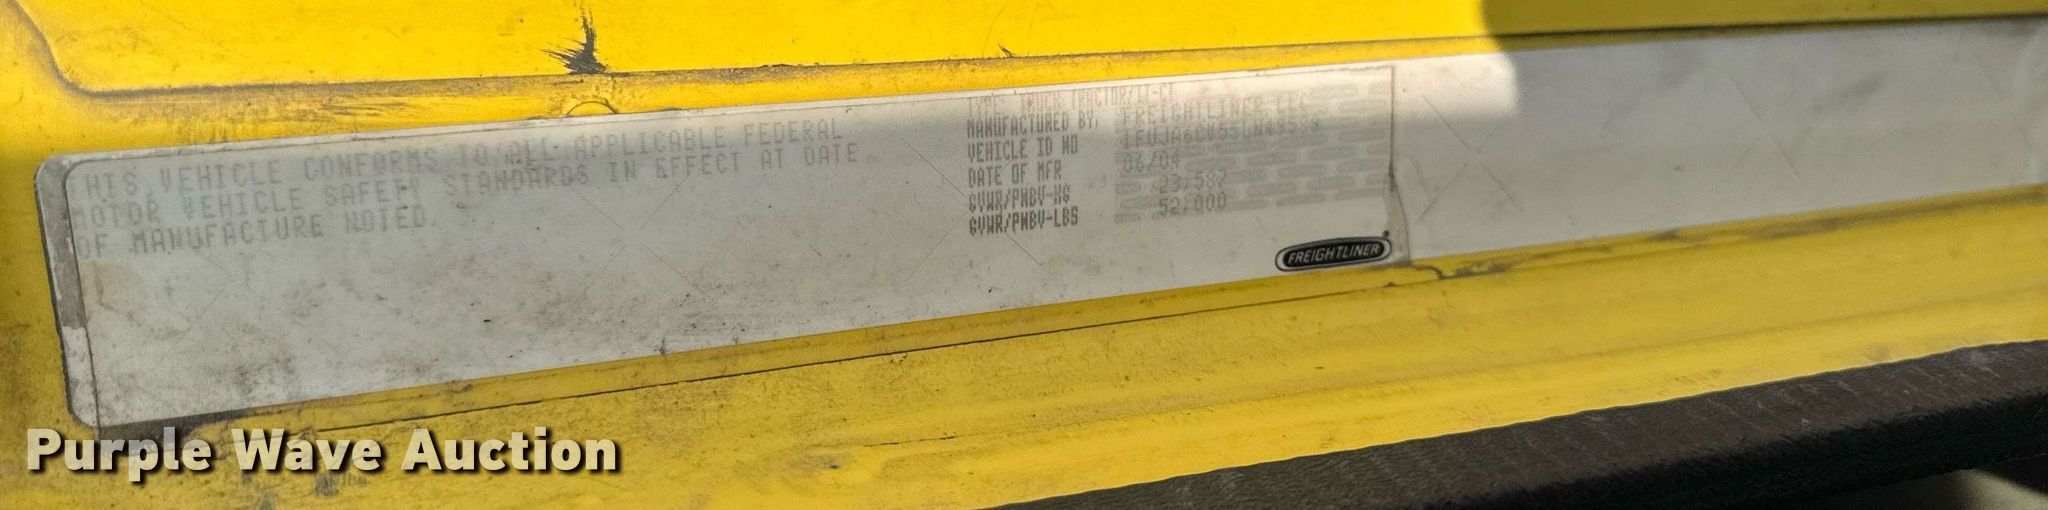 THIS VEHICLE CONFORMS TO ALL APPLICABLE FEDERAL
MOTOR VEHICLE SAFETY STANDARDS IN EFFECT AT DATE
OF MANUFACTURE NOTED.
TYPE: TRUCK TRACTOR/TT-CT
MANUFACTURED BY: FREIGHTLINER LLC
VEHICLE ID NO
DATE OF MFR 06/04
GVWR/PNBV-KG 23,587
GVWR/PNBV-LBS 52,000
FREIGHTLINER
Purple Wave Auction